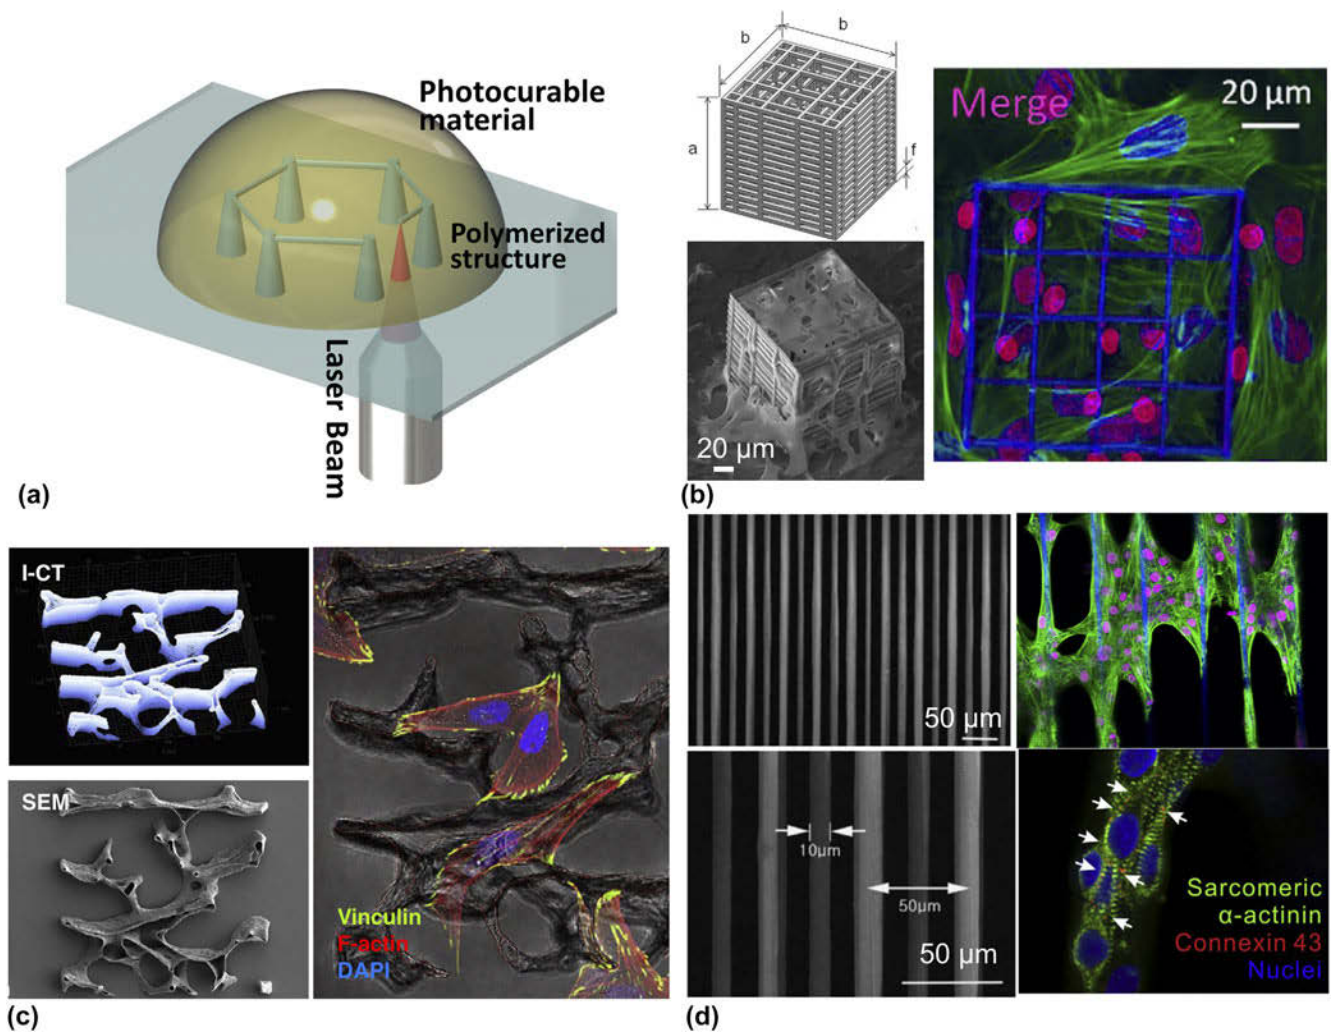 Photocurable
material
Polymerized
structure
Laser Beam
(a)
b
b
a
f
20 µm
Merge
20 µm
(b)
I-CT
SEM
Vinculin
F-actin
DAPI
(c)
50 µm
10µm
50µm
50 µm
Sarcomeric
α-actinin
Connexin 43
Nuclei
(d)